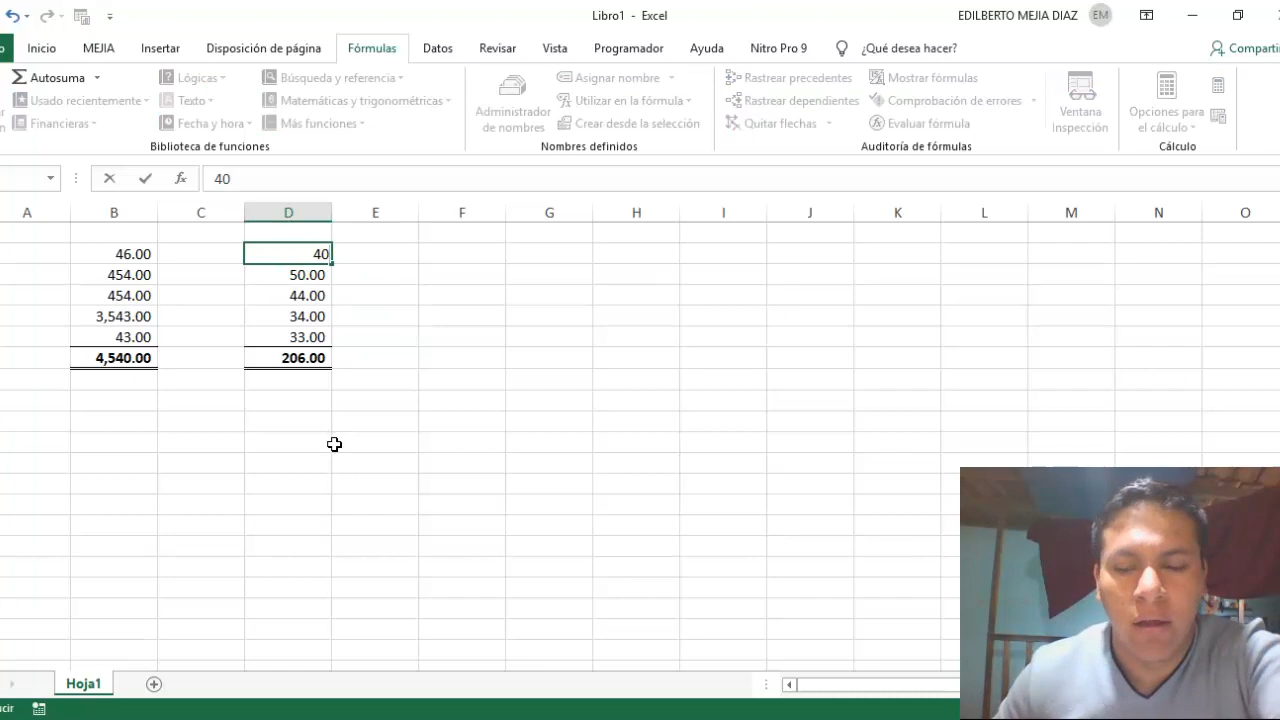 Libro1 - Excel
EDILBERTO MEJIA DIAZ EM
Inicio MEJIA Insertar Disposición de página Fórmulas Datos Revisar Vista Programador Ayuda Nitro Pro 9 ¿Qué desea hacer?
Autosuma Lógicas Búsqueda y referencia Asignar nombre Rastrear precedentes Mostrar fórmulas
Usado recientemente Texto Matemáticas y trigonométricas Utilizar en la fórmula Rastrear dependientes Comprobación de errores
Financieras Fecha y hora Más funciones Crear desde la selección Quitar flechas Evaluar fórmula
Administrador
de nombres
Ventana
Inspección
Opciones para
el cálculo
Biblioteca de funciones Nombres definidos Auditoría de fórmulas Cálculo
fx 40
A B C D E F G H I J K L M N O
46.00 40
454.00 50.00
454.00 44.00
3,543.00 34.00
43.00 33.00
4,540.00 206.00
Hoja1